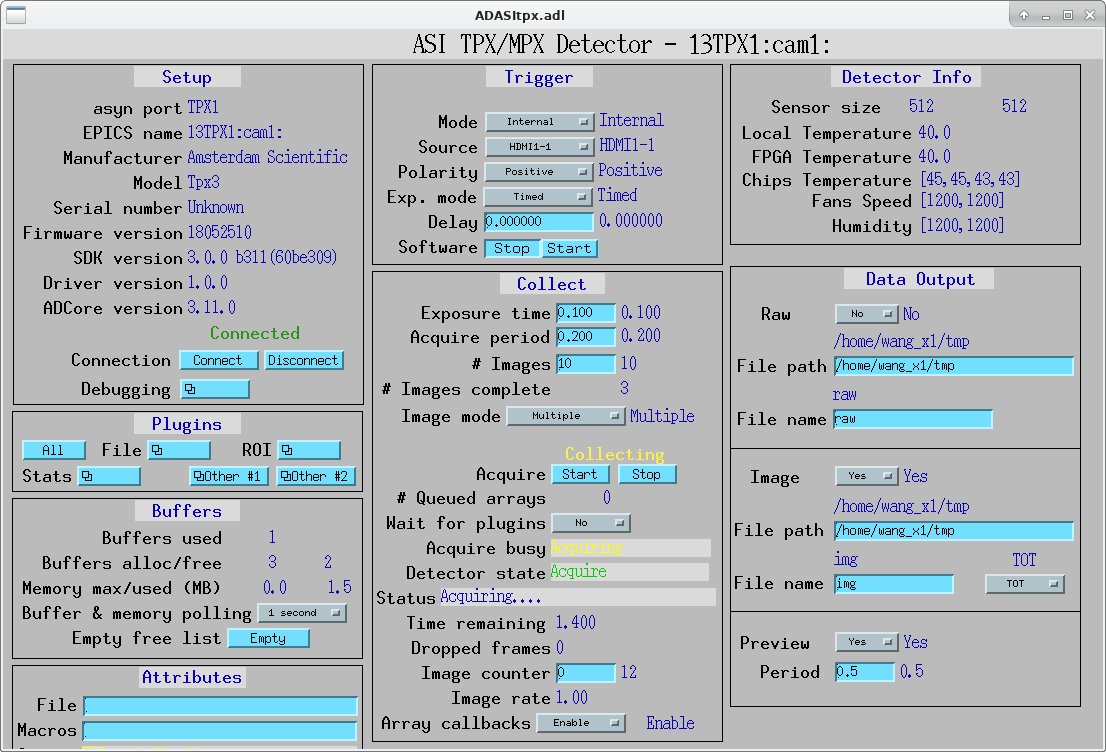 ADASItpx.adl
ASI TPX/MPX Detector - 13TPX1:cam1:
Setup
asyn port TPX1
EPICS name 13TPX1:cam1:
Manufacturer Amsterdam Scientific
Model Tpx3
Serial number Unknown
Firmware version 18052510
SDK version 3.0.0 b311(60be309)
Driver version 1.0.0
ADCore version 3.11.0
Connected
Connection Connect Disconnect
Debugging
Plugins
All File ROI
Stats Other #1 Other #2
Buffers
Buffers used 1
Buffers alloc/free 3 2
Memory max/used (MB) 0.0 1.5
Buffer & memory polling 1 second
Empty free list Empty
Attributes
File
Macros
Trigger
Mode Internal Internal
Source HDMI1-1 HDMI1-1
Polarity Positive Positive
Exp. mode Timed Timed
Delay 0.000000 0.000000
Software Stop Start
Collect
Exposure time 0.100 0.100
Acquire period 0.200 0.200
# Images 10 10
# Images complete 3
Image mode Multiple Multiple
Collecting
Acquire Start Stop
# Queued arrays 0
Wait for plugins No
Acquire busy Acquiring
Detector state Acquire
Status Acquiring....
Time remaining 1.400
Dropped frames 0
Image counter 0 12
Image rate 1.00
Array callbacks Enable Enable
Detector Info
Sensor size 512 512
Local Temperature 40.0
FPGA Temperature 40.0
Chips Temperature [45,45,43,43]
Fans Speed [1200,1200]
Humidity [1200,1200]
Data Output
Raw No No
/home/wang_x1/tmp
File path /home/wang_x1/tmp
raw
File name raw
Image Yes Yes
/home/wang_x1/tmp
File path /home/wang_x1/tmp
img TOT
File name img TOT
Preview Yes Yes
Period 0.5 0.5